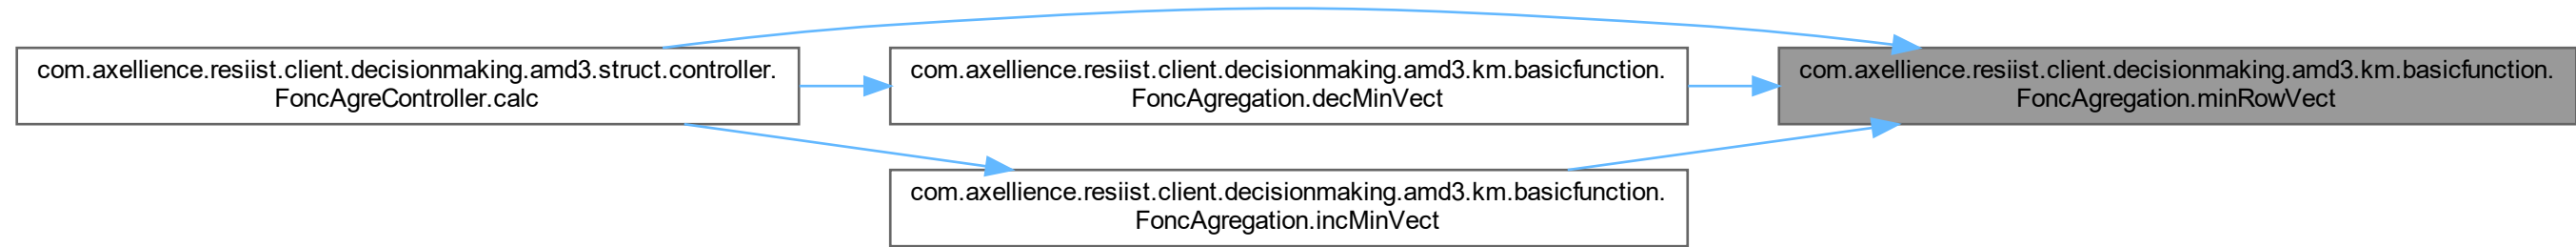 com.axellience.resiist.client.decisionmaking.amd3.struct.controller.
FoncAgreController.calc
com.axellience.resiist.client.decisionmaking.amd3.km.basicfunction.
FoncAgregation.decMinVect
com.axellience.resiist.client.decisionmaking.amd3.km.basicfunction.
FoncAgregation.minRowVect
com.axellience.resiist.client.decisionmaking.amd3.km.basicfunction.
FoncAgregation.incMinVect